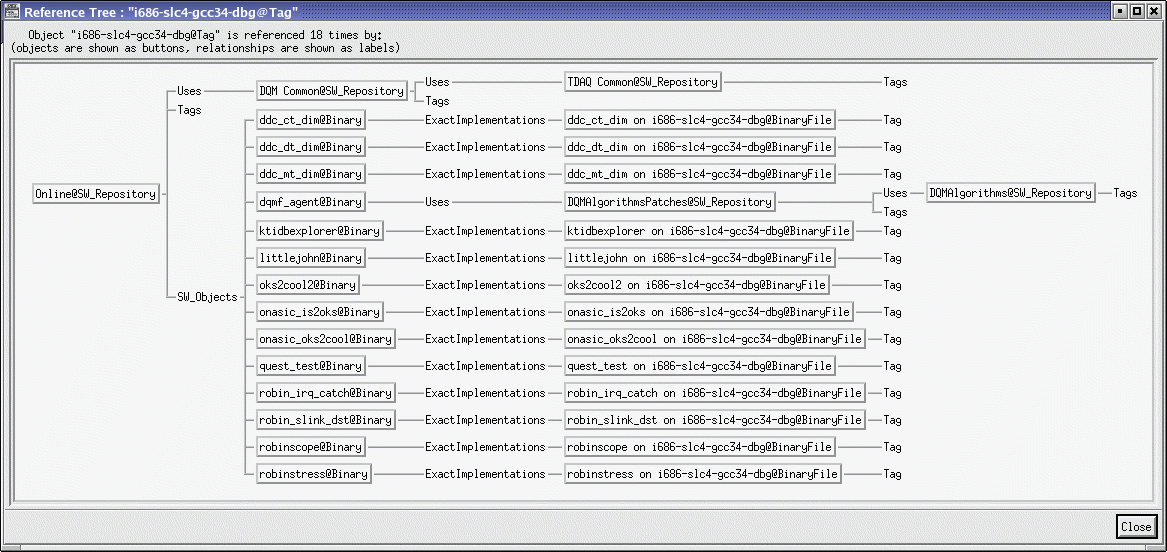 Reference Tree : "i686-slc4-gcc34-dbg@Tag"
Object "i686-slc4-gcc34-dbg@Tag" is referenced 18 times by:
(objects are shown as buttons, relationships are shown as labels)
Uses DQM Common@SW_Repository Uses TDAQ Common@SW_Repository Tags
Tags Tags
ddc_ct_dim@Binary ExactImplementations ddc_ct_dim on i686-slc4-gcc34-dbg@BinaryFile Tag
ddc_dt_dim@Binary ExactImplementations ddc_dt_dim on i686-slc4-gcc34-dbg@BinaryFile Tag
ddc_mt_dim@Binary ExactImplementations ddc_mt_dim on i686-slc4-gcc34-dbg@BinaryFile Tag
Online@SW_Repository dqmf_agent@Binary Uses DQMAlgorithmsPatches@SW_Repository Uses DQMAlgorithms@SW_Repository Tags
Tags
ktidbexplorer@Binary ExactImplementations ktidbexplorer on i686-slc4-gcc34-dbg@BinaryFile Tag
littlejohn@Binary ExactImplementations littlejohn on i686-slc4-gcc34-dbg@BinaryFile Tag
oks2cool2@Binary ExactImplementations oks2cool2 on i686-slc4-gcc34-dbg@BinaryFile Tag
SW_Objects
onasic_is2oks@Binary ExactImplementations onasic_is2oks on i686-slc4-gcc34-dbg@BinaryFile Tag
onasic_oks2cool@Binary ExactImplementations onasic_oks2cool on i686-slc4-gcc34-dbg@BinaryFile Tag
quest_test@Binary ExactImplementations quest_test on i686-slc4-gcc34-dbg@BinaryFile Tag
robin_irq_catch@Binary ExactImplementations robin_irq_catch on i686-slc4-gcc34-dbg@BinaryFile Tag
robin_slink_dst@Binary ExactImplementations robin_slink_dst on i686-slc4-gcc34-dbg@BinaryFile Tag
robinscope@Binary ExactImplementations robinscope on i686-slc4-gcc34-dbg@BinaryFile Tag
robinstress@Binary ExactImplementations robinstress on i686-slc4-gcc34-dbg@BinaryFile Tag
Close